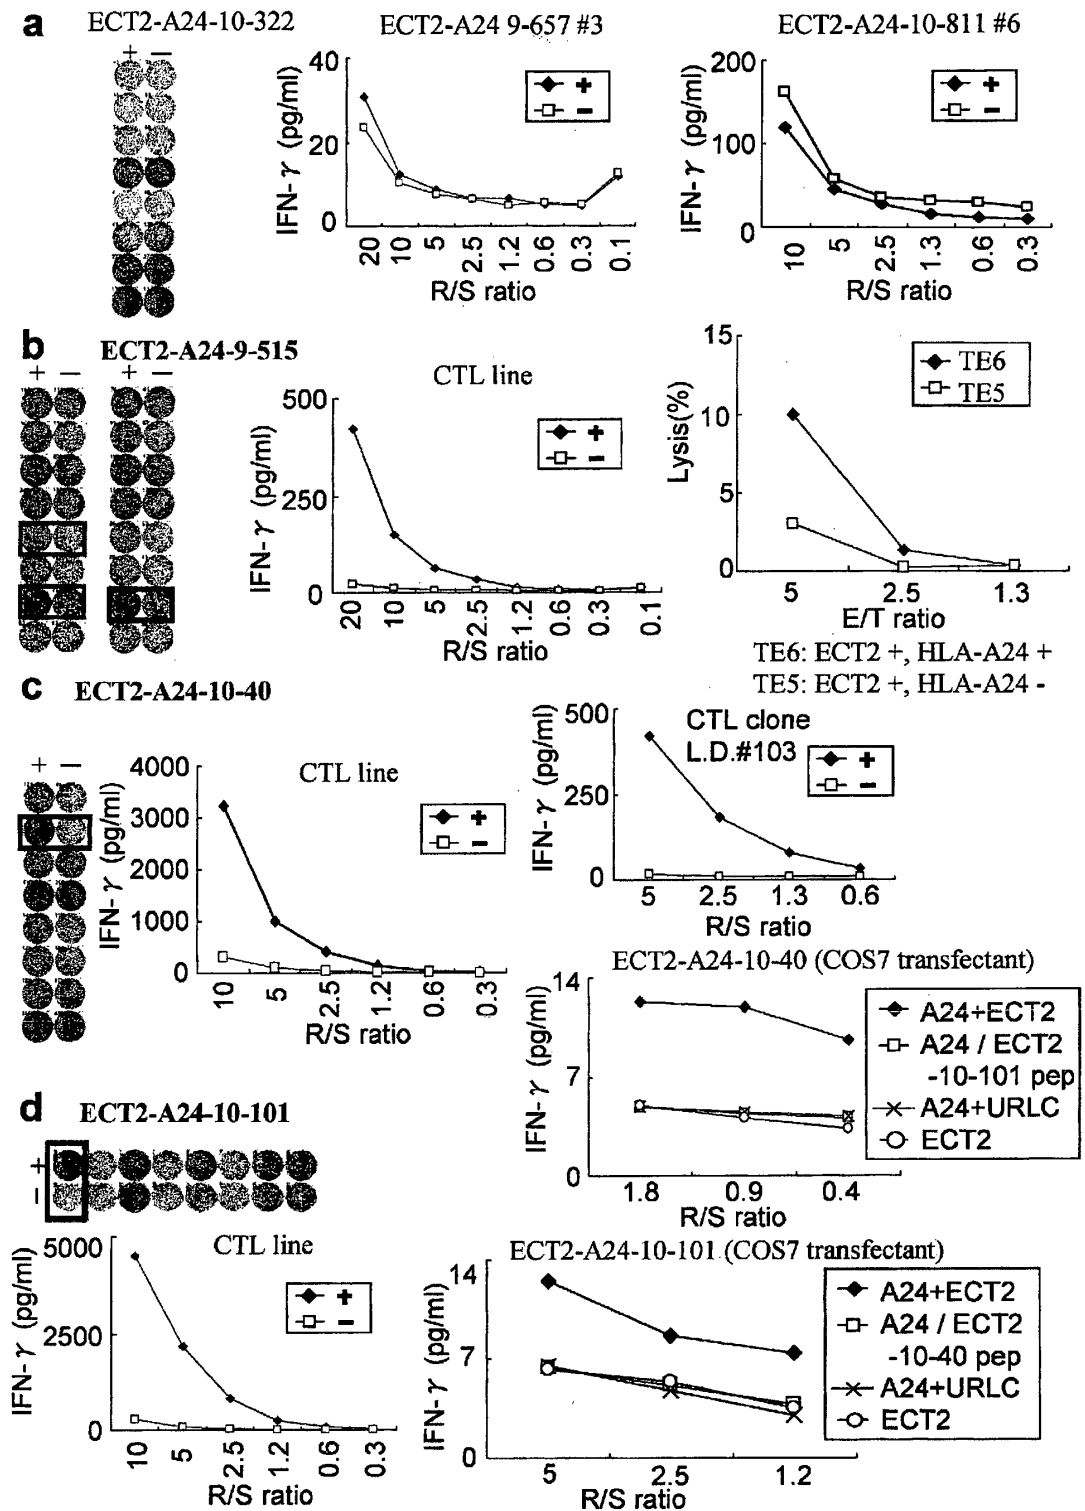 a
ECT2-A24-10-322
+ −
ECT2-A24 9-657 #3
IFN-γ (pg/ml)
40
20
0
+
−
20 10 5 2.5 1.2 0.6 0.3 0.1
R/S ratio
ECT2-A24-10-811 #6
IFN-γ (pg/ml)
200
100
0
+
−
10 5 2.5 1.3 0.6 0.3
R/S ratio
b
ECT2-A24-9-515
+ − + −
CTL line
IFN-γ (pg/ml)
500
250
0
+
−
20 10 5 2.5 1.2 0.6 0.3 0.1
R/S ratio
Lysis(%)
15
10
5
0
TE6
TE5
5 2.5 1.3
E/T ratio
TE6: ECT2 +, HLA-A24 +
TE5: ECT2 +, HLA-A24 -
c
ECT2-A24-10-40
+ −
IFN-γ (pg/ml)
4000
3000
2000
1000
0
CTL line
+
−
10 5 2.5 1.2 0.6 0.3
R/S ratio
IFN-γ (pg/ml)
500
250
0
CTL clone
L.D.#103
+
−
5 2.5 1.3 0.6
R/S ratio
ECT2-A24-10-40 (COS7 transfectant)
IFN-γ (pg/ml)
14
7
0
A24+ECT2
A24 / ECT2
-10-101 pep
A24+URLC
ECT2
1.8 0.9 0.4
R/S ratio
d
ECT2-A24-10-101
+
−
IFN-γ (pg/ml)
5000
2500
0
CTL line
+
−
10 5 2.5 1.2 0.6 0.3
R/S ratio
ECT2-A24-10-101 (COS7 transfectant)
IFN-γ (pg/ml)
14
7
0
A24+ECT2
A24 / ECT2
-10-40 pep
A24+URLC
ECT2
5 2.5 1.2
R/S ratio